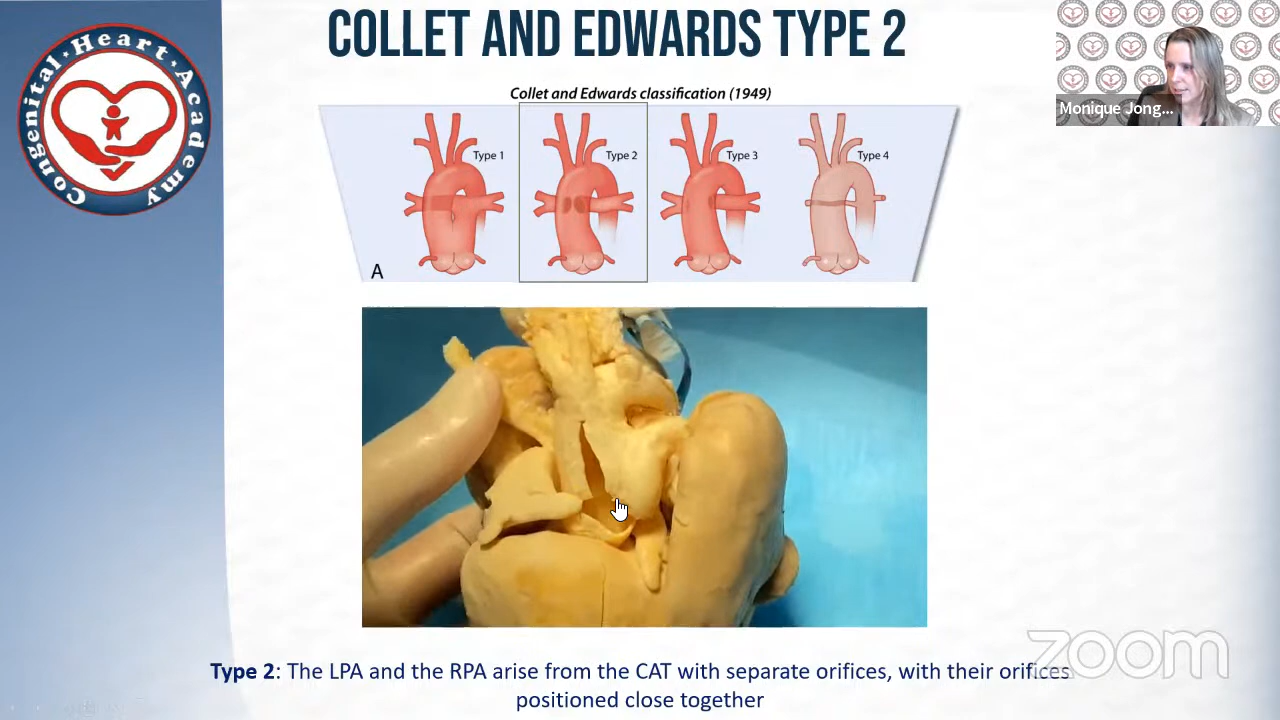 COLLET AND EDWARDS TYPE 2
Congenital · Heart · Academy
Monique Jong...
Collet and Edwards classification (1949)
Type 1
Type 2
Type 3
Type 4
A
zoom
Type 2: The LPA and the RPA arise from the CAT with separate orifices, with their orifices
positioned close together